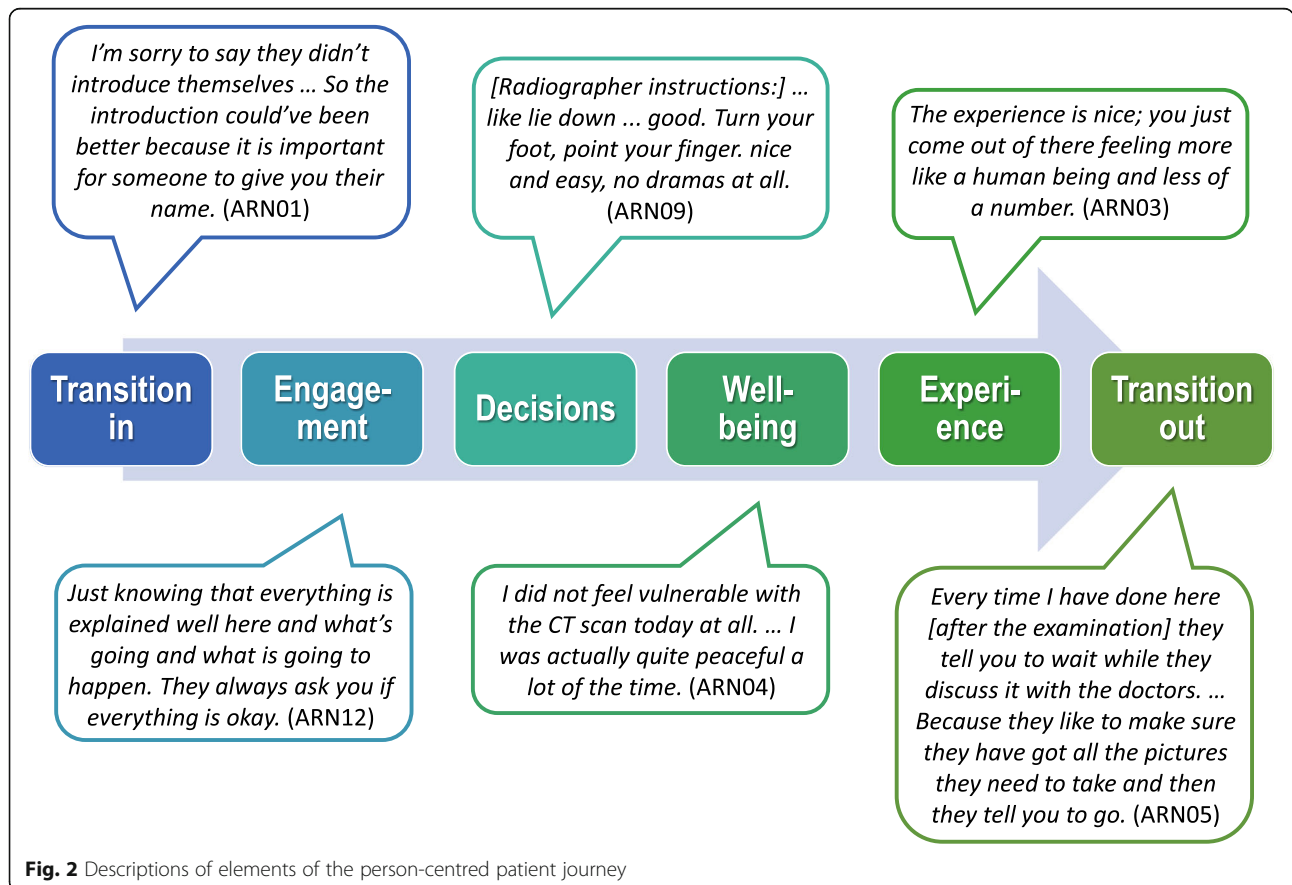 I'm sorry to say they didn't
introduce themselves … So the
introduction could've been
better because it is important
for someone to give you their
name. (ARN01)
[Radiographer instructions:] …
like lie down ... good. Turn your
foot, point your finger. nice
and easy, no dramas at all.
(ARN09)
The experience is nice; you just
come out of there feeling more
like a human being and less of
a number. (ARN03)
Transition
in
Engage-
ment
Decisions
Well-
being
Experi-
ence
Transition
out
Just knowing that everything is
explained well here and what's
going and what is going to
happen. They always ask you if
everything is okay. (ARN12)
I did not feel vulnerable with
the CT scan today at all. … I
was actually quite peaceful a
lot of the time. (ARN04)
Every time I have done here
[after the examination] they
tell you to wait while they
discuss it with the doctors. …
Because they like to make sure
they have got all the pictures
they need to take and then
they tell you to go. (ARN05)
Fig. 2 Descriptions of elements of the person-centred patient journey